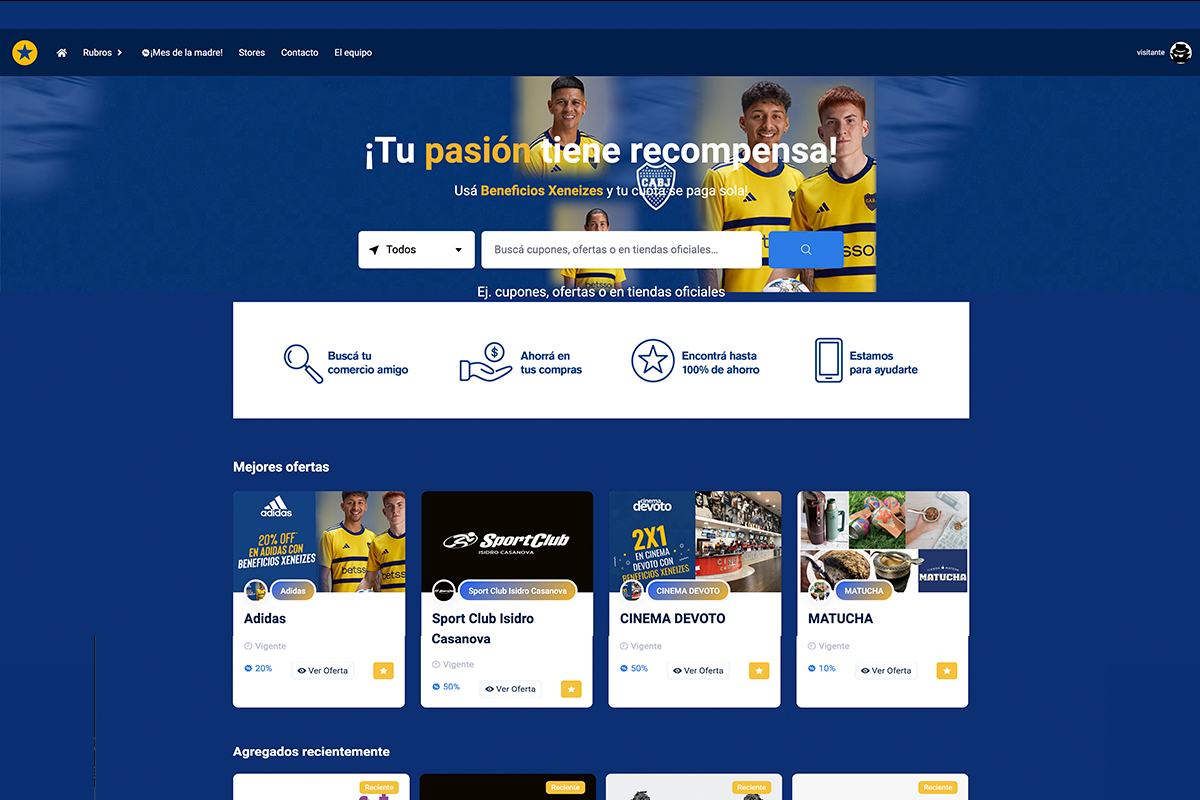 Rubros
¡Mes de la madre!
Stores
Contacto
El equipo
visitante
¡Tu pasión tiene recompensa!
Usá Beneficios Xeneizes y tu cuota se paga sola!
CABJ
Todos
Buscá cupones, ofertas o en tiendas oficiales...
Ej. cupones, ofertas o en tiendas oficiales
Buscá tu
comercio amigo
Ahorrá en
tus compras
Encontrá hasta
100% de ahorro
Estamos
para ayudarte
Mejores ofertas
adidas
20% OFF
EN ADIDAS CON
BENEFICIOS XENEIZES
betsso
betsso
Adidas
Adidas
Vigente
20%
Ver Oferta
SportClub
ISIDRO CASANOVA
Sport Club Isidro Casanova
Sport Club Isidro
Casanova
Vigente
50%
Ver Oferta
cinema
devoto
2X1
EN CINEMA
DEVOTO CON
BENEFICIOS XENEIZES
CINEMA DEVOTO
CINEMA DEVOTO
Vigente
50%
Ver Oferta
MATUCHA
MATUCHA
MATUCHA
Vigente
10%
Ver Oferta
Agregados recientemente
Reciente
Reciente
Reciente
Reciente